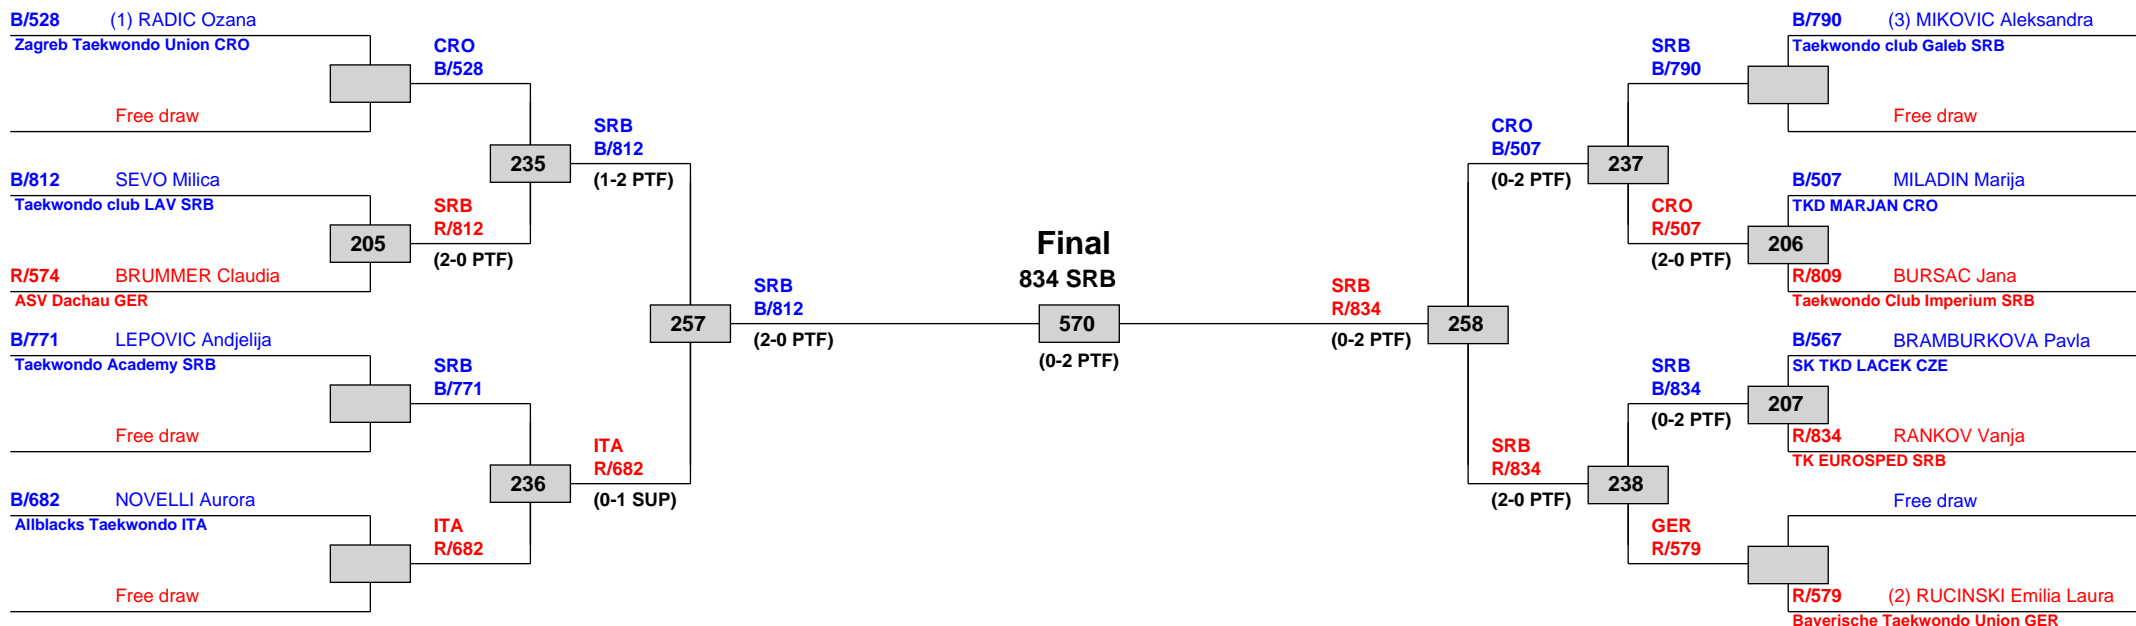 B/528 (1) RADIC Ozana
Zagreb Taekwondo Union CRO
Free draw
B/812 SEVO Milica
Taekwondo club LAV SRB
205
R/574 BRUMMER Claudia
ASV Dachau GER
B/771 LEPOVIC Andjelija
Taekwondo Academy SRB
Free draw
B/682 NOVELLI Aurora
Allblacks Taekwondo ITA
Free draw
CRO
B/528
235
SRB
R/812
(2-0 PTF)
SRB
B/771
236
ITA
R/682
SRB
B/812
(1-2 PTF)
257
ITA
R/682
(0-1 SUP)
SRB
B/812
(2-0 PTF)
Final
834 SRB
570
(0-2 PTF)
SRB
R/834
(0-2 PTF)
258
CRO
B/507
(0-2 PTF)
237
SRB
R/834
(2-0 PTF)
238
SRB
B/790
CRO
R/507
(2-0 PTF)
206
SRB
B/834
(0-2 PTF)
207
GER
R/579
B/790 (3) MIKOVIC Aleksandra
Taekwondo club Galeb SRB
Free draw
B/507 MILADIN Marija
TKD MARJAN CRO
R/809 BURSAC Jana
Taekwondo Club Imperium SRB
B/567 BRAMBURKOVA Pavla
SK TKD LACEK CZE
R/834 RANKOV Vanja
TK EUROSPED SRB
Free draw
R/579 (2) RUCINSKI Emilia Laura
Baverische Taekwondo Union GER